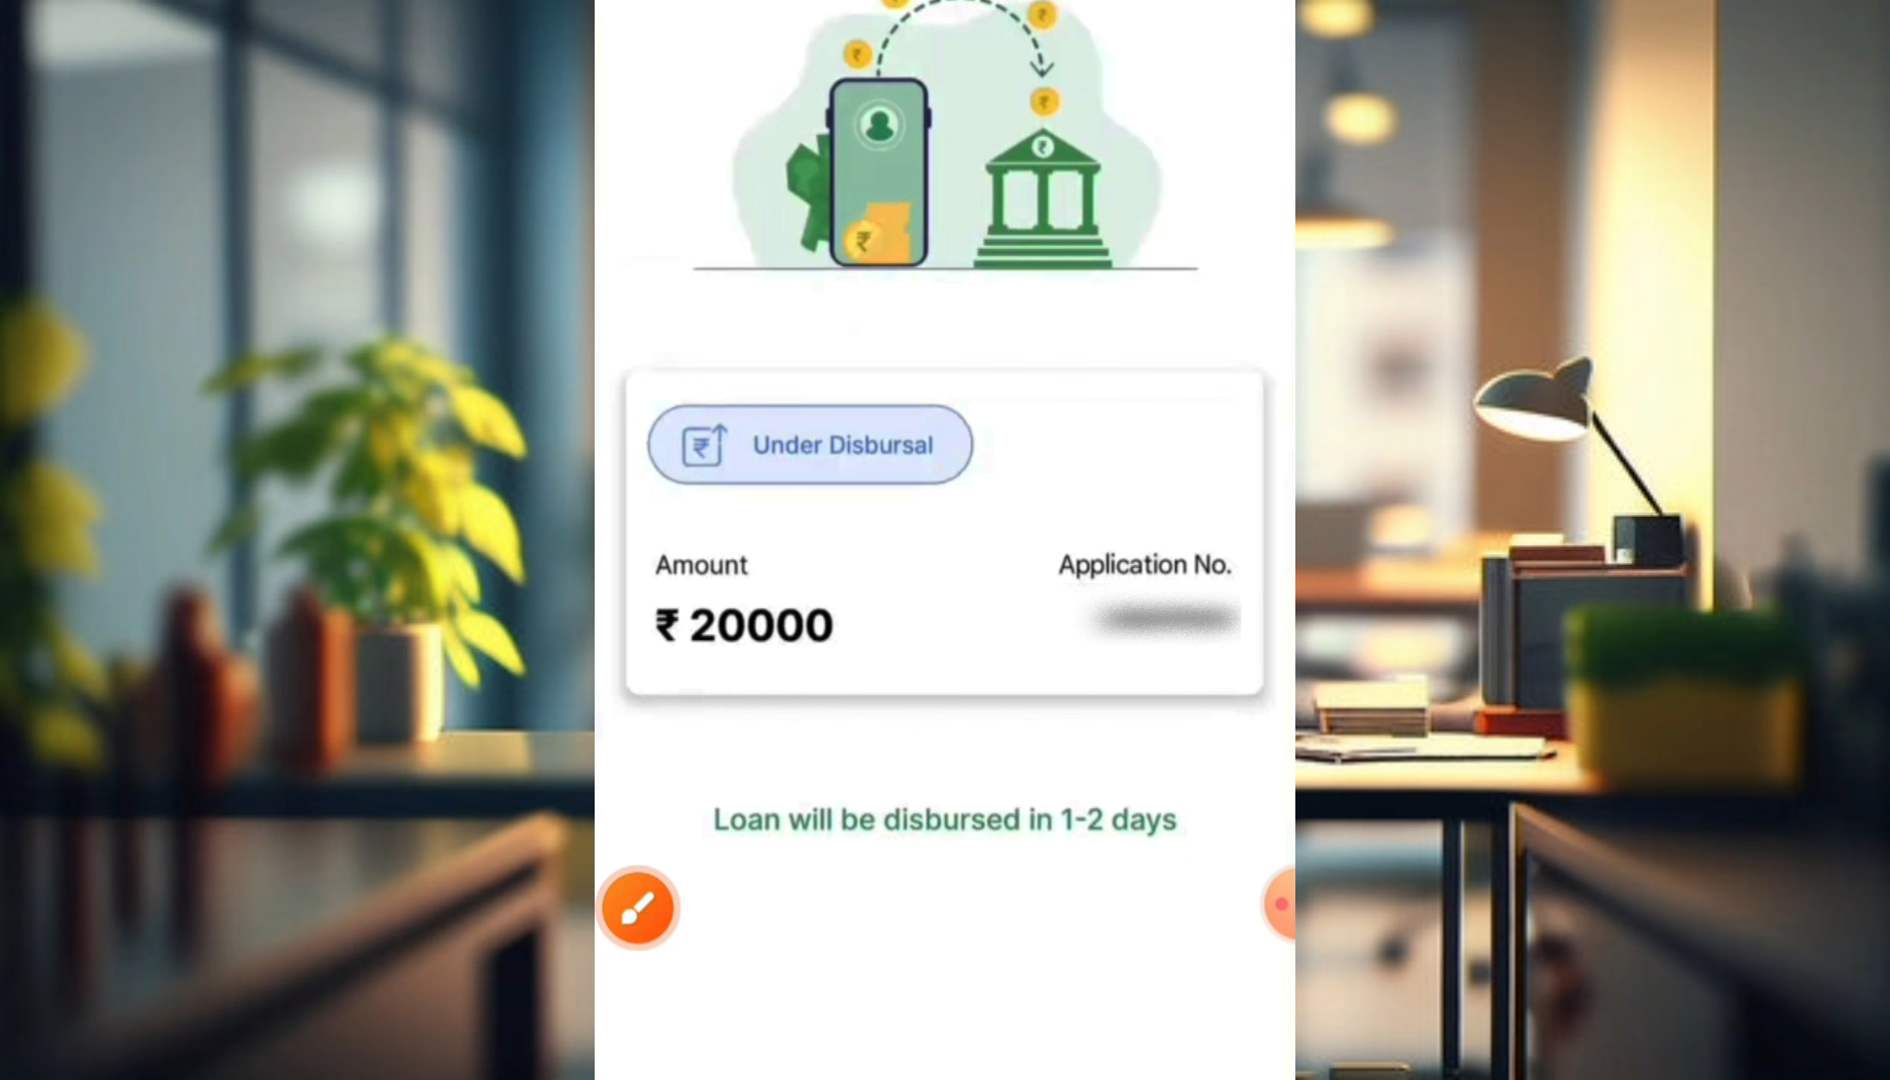 Under Disbursal
Amount
Application No.
₹ 20000
Loan will be disbursed in 1-2 days